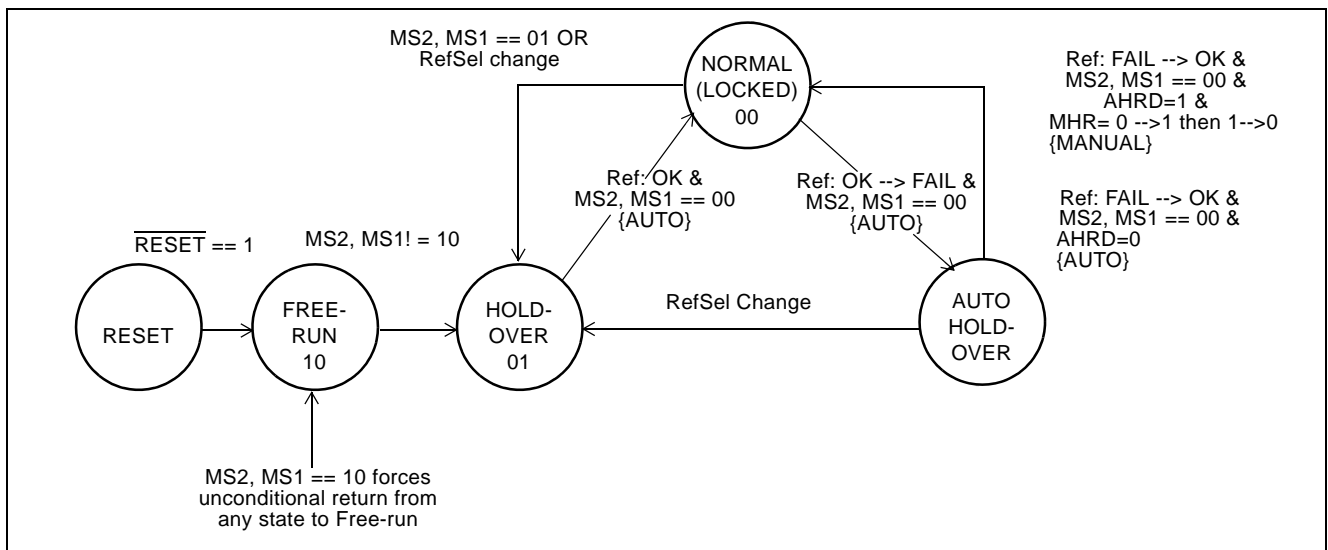 MS2, MS1 == 01 OR
RefSel change
NORMAL
(LOCKED)
00
Ref: FAIL --> OK &
MS2, MS1 == 00 &
AHRD=1 &
MHR= 0 -->1 then 1-->0
{MANUAL}
Ref: OK &
MS2, MS1 == 00
{AUTO}
Ref: OK --> FAIL &
MS2, MS1 == 00
{AUTO}
Ref: FAIL --> OK &
MS2, MS1 == 00 &
AHRD=0
{AUTO}
RESET == 1
MS2, MS1! = 10
RESET
FREE-
RUN
10
HOLD-
OVER
01
RefSel Change
AUTO
HOLD-
OVER
MS2, MS1 == 10 forces
unconditional return from
any state to Free-run